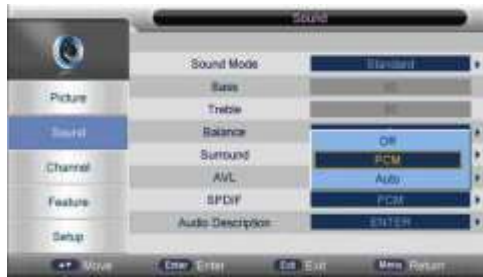 Sound
Sound Mode Standard
Bass
Picture
Treble
Sound
Balance
Off
Surround
PCM
Channel
AVL
Auto
Feature
SPDIF PCM
Audio Description ENTER
Setup
Move Enter Enter Exit Exit Menu Return